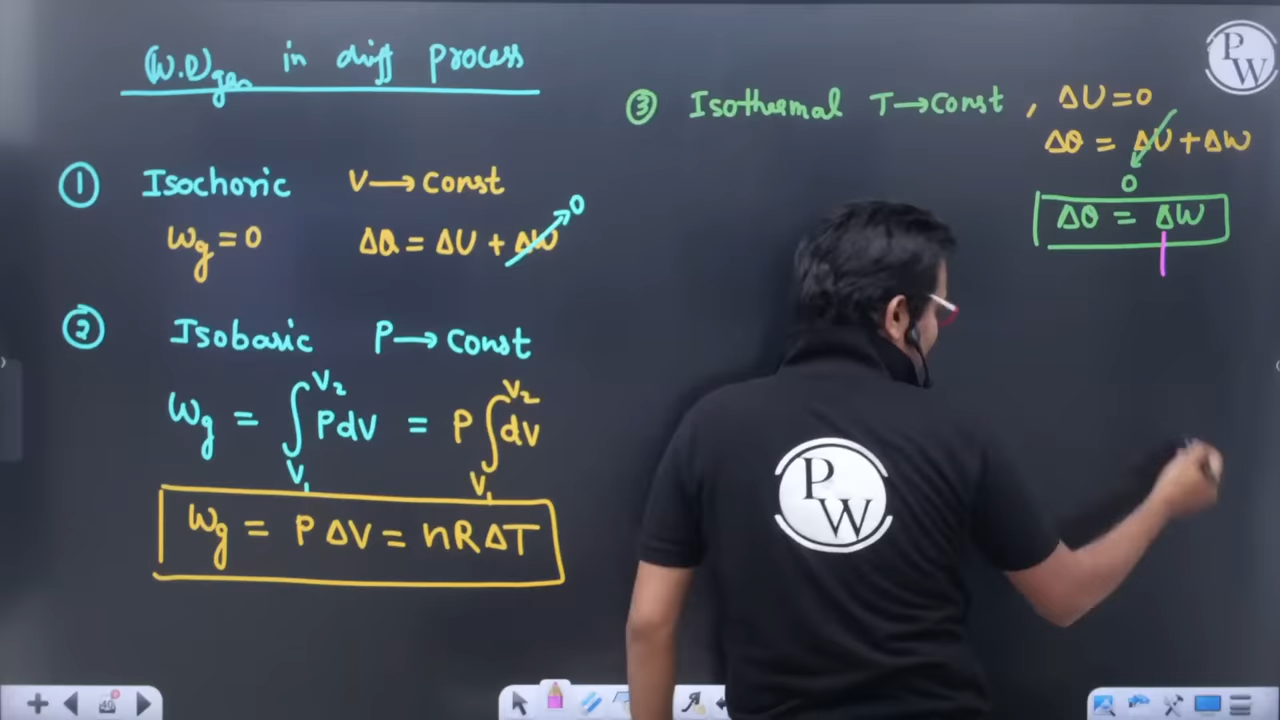 (W.D)gas in diff process
① Isochoric V→Const
Wg = 0 ΔQ = ΔU + ΔW 0
② Isobaric P→Const
Wg = ∫V₁V₂ PdV = P ∫V₁V₂ dV
Wg = PΔV = nRΔT
③ Isothermal T→Const, ΔU=0
ΔQ = ΔU + ΔW
0
ΔQ = ΔW
PW
PW